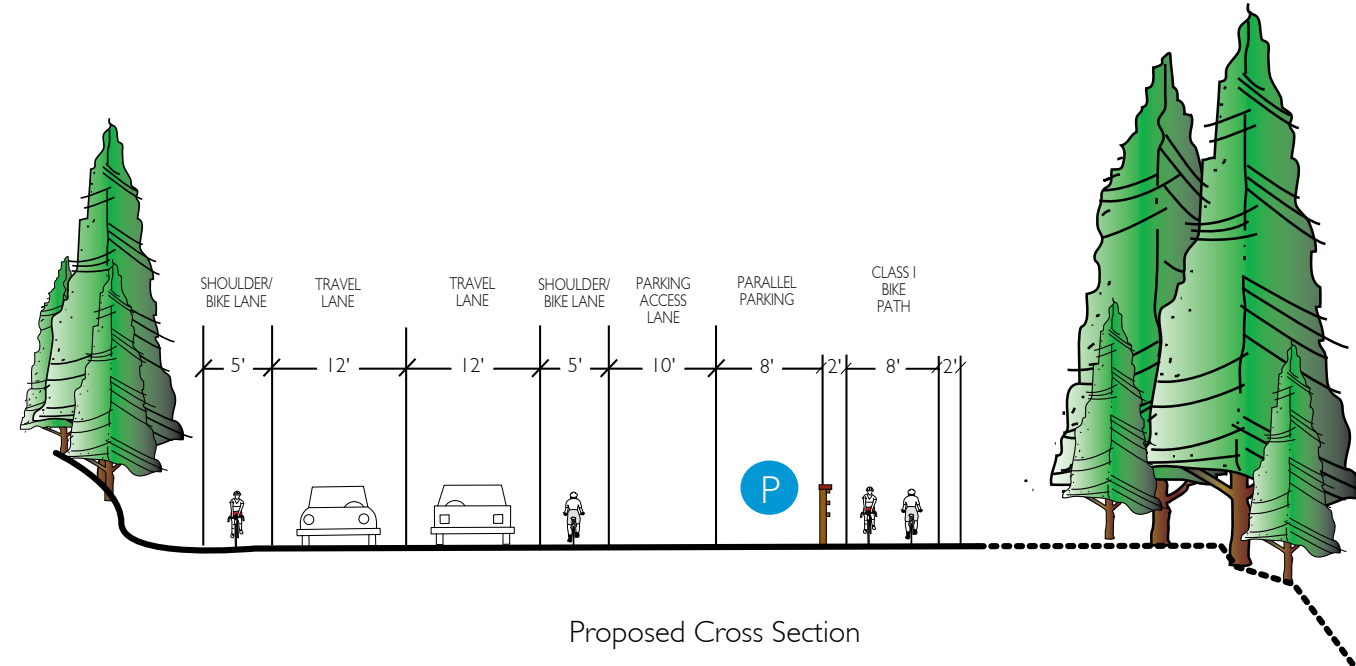 SHOULDER/
BIKE LANE
TRAVEL
LANE
TRAVEL
LANE
SHOULDER/
BIKE LANE
PARKING
ACCESS
LANE
PARALLEL
PARKING
CLASS I
BIKE
PATH
5' 12' 12' 5' 10' 8' 2' 8' 2'
P
Proposed Cross Section